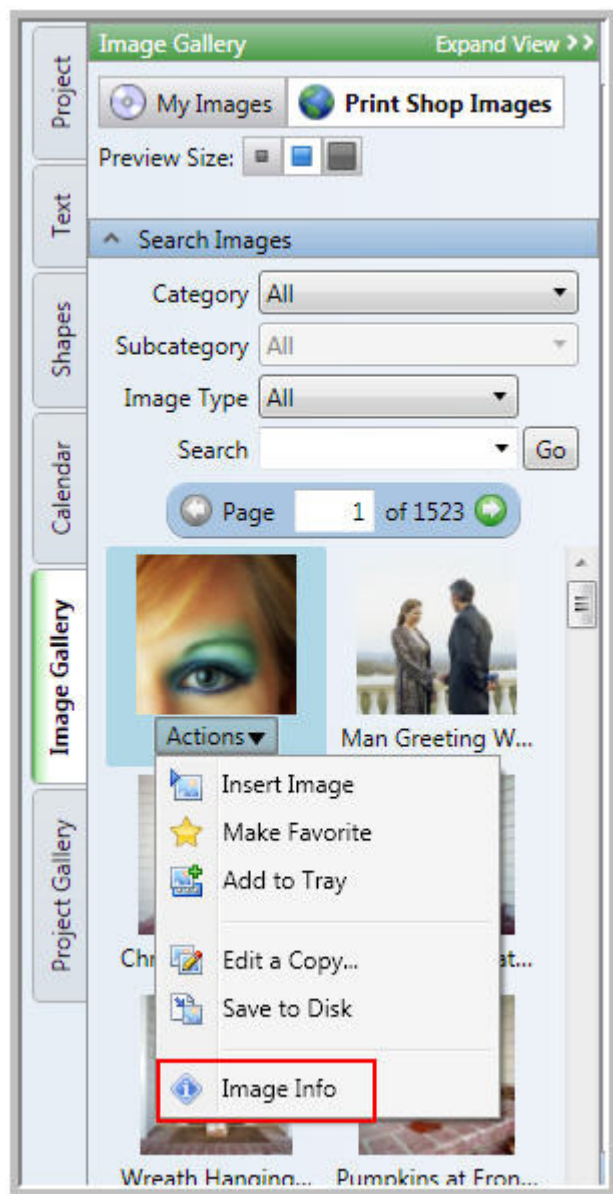 Project
Text
Shapes
Calendar
Image Gallery
Project Gallery
Image Gallery Expand View >>
My Images Print Shop Images
Preview Size:
Search Images
Category All
Subcategory All
Image Type All
Search Go
Page 1 of 1523
Actions
Man Greeting W...
Insert Image
Make Favorite
Add to Tray
Edit a Copy...
Save to Disk
Image Info
Wreath Hanging... Pumpkins at Fron...